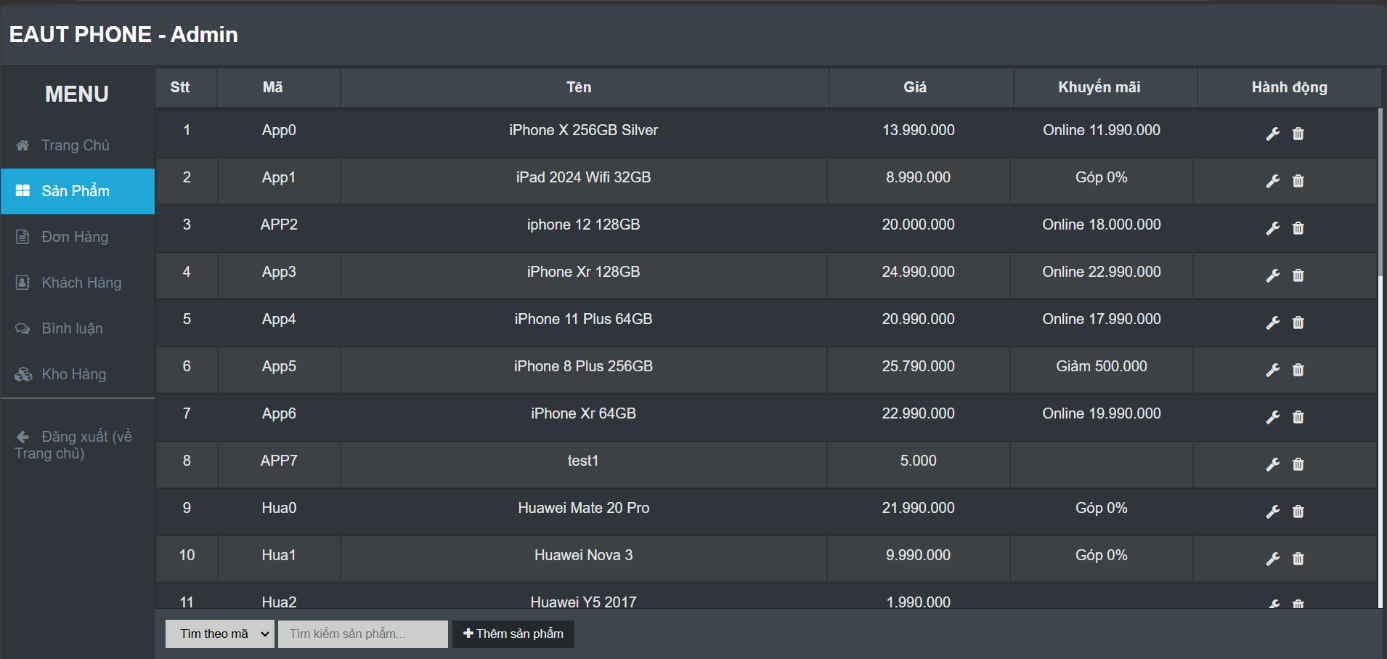 EAUT PHONE - Admin
MENU
Trang Chủ
Sản Phẩm
Đơn Hàng
Khách Hàng
Bình luận
Kho Hàng
Đăng xuất (về
Trang chủ)
Stt Mã Tên Giá Khuyến mãi Hành động
1 App0 iPhone X 256GB Silver 13.990.000 Online 11.990.000
2 App1 iPad 2024 Wifi 32GB 8.990.000 Góp 0%
3 APP2 iphone 12 128GB 20.000.000 Online 18.000.000
4 App3 iPhone Xr 128GB 24.990.000 Online 22.990.000
5 App4 iPhone 11 Plus 64GB 20.990.000 Online 17.990.000
6 App5 iPhone 8 Plus 256GB 25.790.000 Giảm 500.000
7 App6 iPhone Xr 64GB 22.990.000 Online 19.990.000
8 APP7 test1 5.000
9 Hua0 Huawei Mate 20 Pro 21.990.000 Góp 0%
10 Hua1 Huawei Nova 3 9.990.000 Góp 0%
11 Hua2 Huawei Y5 2017 1.990.000
Tìm theo mã Tìm kiếm sản phẩm... Thêm sản phẩm